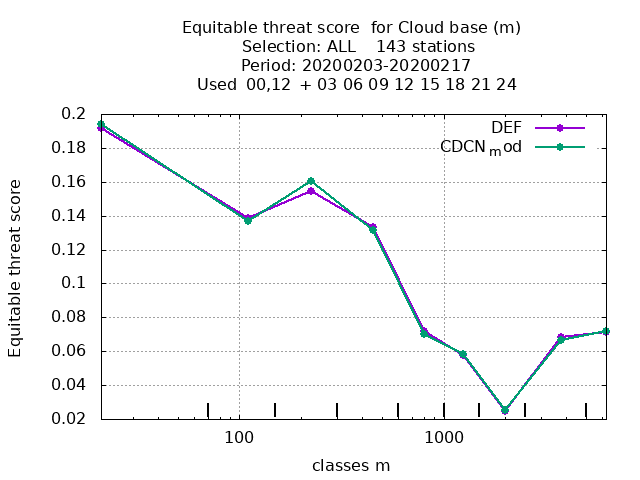 Equitable threat score  for Cloud base (m)
Selection: ALL    143 stations
Period: 20200203-20200217
Used  00,12  + 03 06 09 12 15 18 21 24
DEF
CDCN_mod
0.2
0.18
0.16
0.14
0.12
0.1
0.08
0.06
0.04
0.02
Equitable threat score
100
1000
classes m